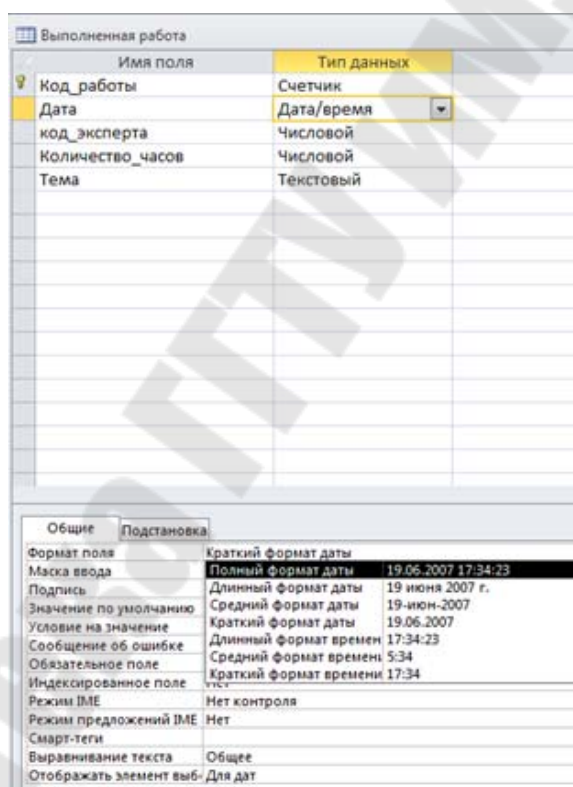 Выполненная работа
Имя поля Тип данных
Код_работы Счетчик
Дата Дата/время
код_эксперта Числовой
Количество_часов Числовой
Тема Текстовый
Общие Подстановка
Формат поля Краткий формат даты
Маска ввода Полный формат даты 19.06.2007 17:34:23
Подпись Длинный формат даты 19 июня 2007 г.
Значение по умолчанию Средний формат даты 19-июн-2007
Условие на значение Краткий формат даты 19.06.2007
Сообщение об ошибке Длинный формат времен 17:34:23
Обязательное поле Средний формат времени 5:34
Индексированное поле Краткий формат времени 17:34
Режим IME Нет контроля
Режим предложений IME Нет
Смарт-теги
Выравнивание текста Общее
Отображать элемент выб Для дат